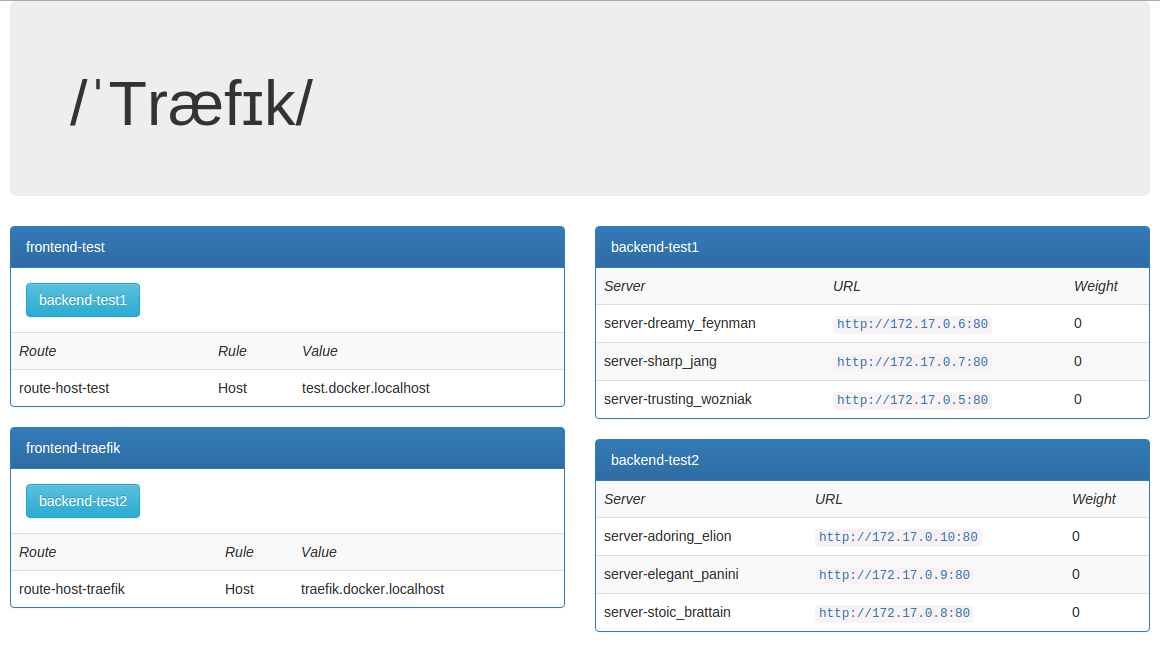 /ˈTræfɪk/
frontend-test
backend-test1
Route Rule Value
route-host-test Host test.docker.localhost
frontend-traefik
backend-test2
Route Rule Value
route-host-traefik Host traefik.docker.localhost
backend-test1
Server URL Weight
server-dreamy_feynman http://172.17.0.6:80 0
server-sharp_jang http://172.17.0.7:80 0
server-trusting_wozniak http://172.17.0.5:80 0
backend-test2
Server URL Weight
server-adoring_elion http://172.17.0.10:80 0
server-elegant_panini http://172.17.0.9:80 0
server-stoic_brattain http://172.17.0.8:80 0